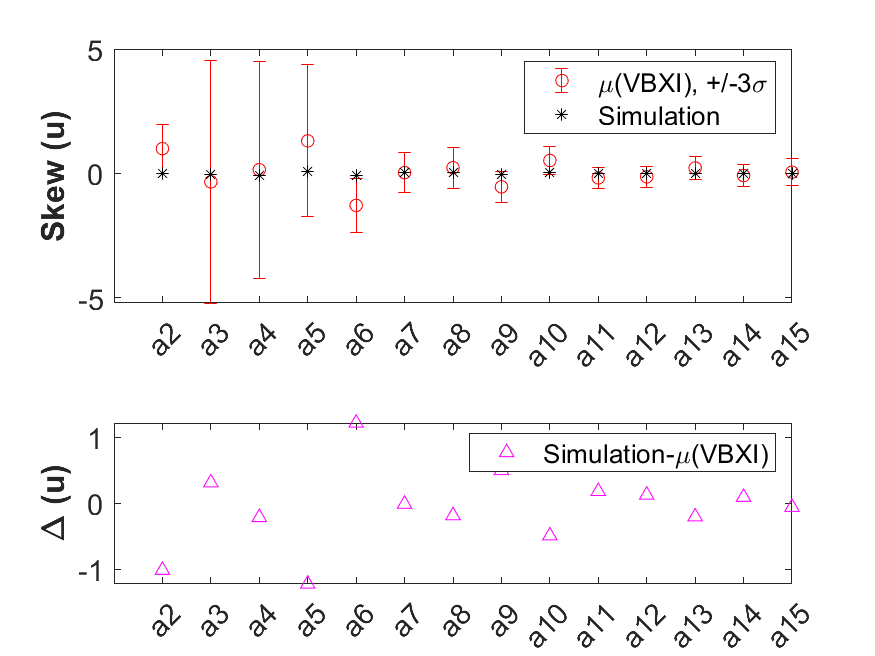 5
0
-5
Skew (u)
μ(VBXI), +/-3σ
Simulation
a2 a3 a4 a5 a6 a7 a8 a9 a10 a11 a12 a13 a14 a15
1
0
-1
Δ (u)
Simulation-μ(VBXI)
a2 a3 a4 a5 a6 a7 a8 a9 a10 a11 a12 a13 a14 a15